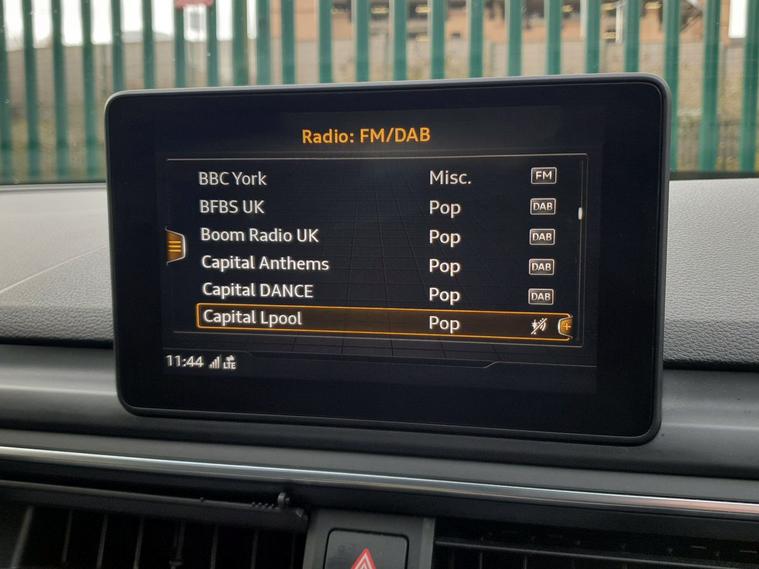 Radio: FM/DAB
BBC York Misc. FM
BFBS UK Pop DAB
Boom Radio UK Pop DAB
Capital Anthems Pop DAB
Capital DANCE Pop DAB
Capital Lpool Pop
11:44 LTE